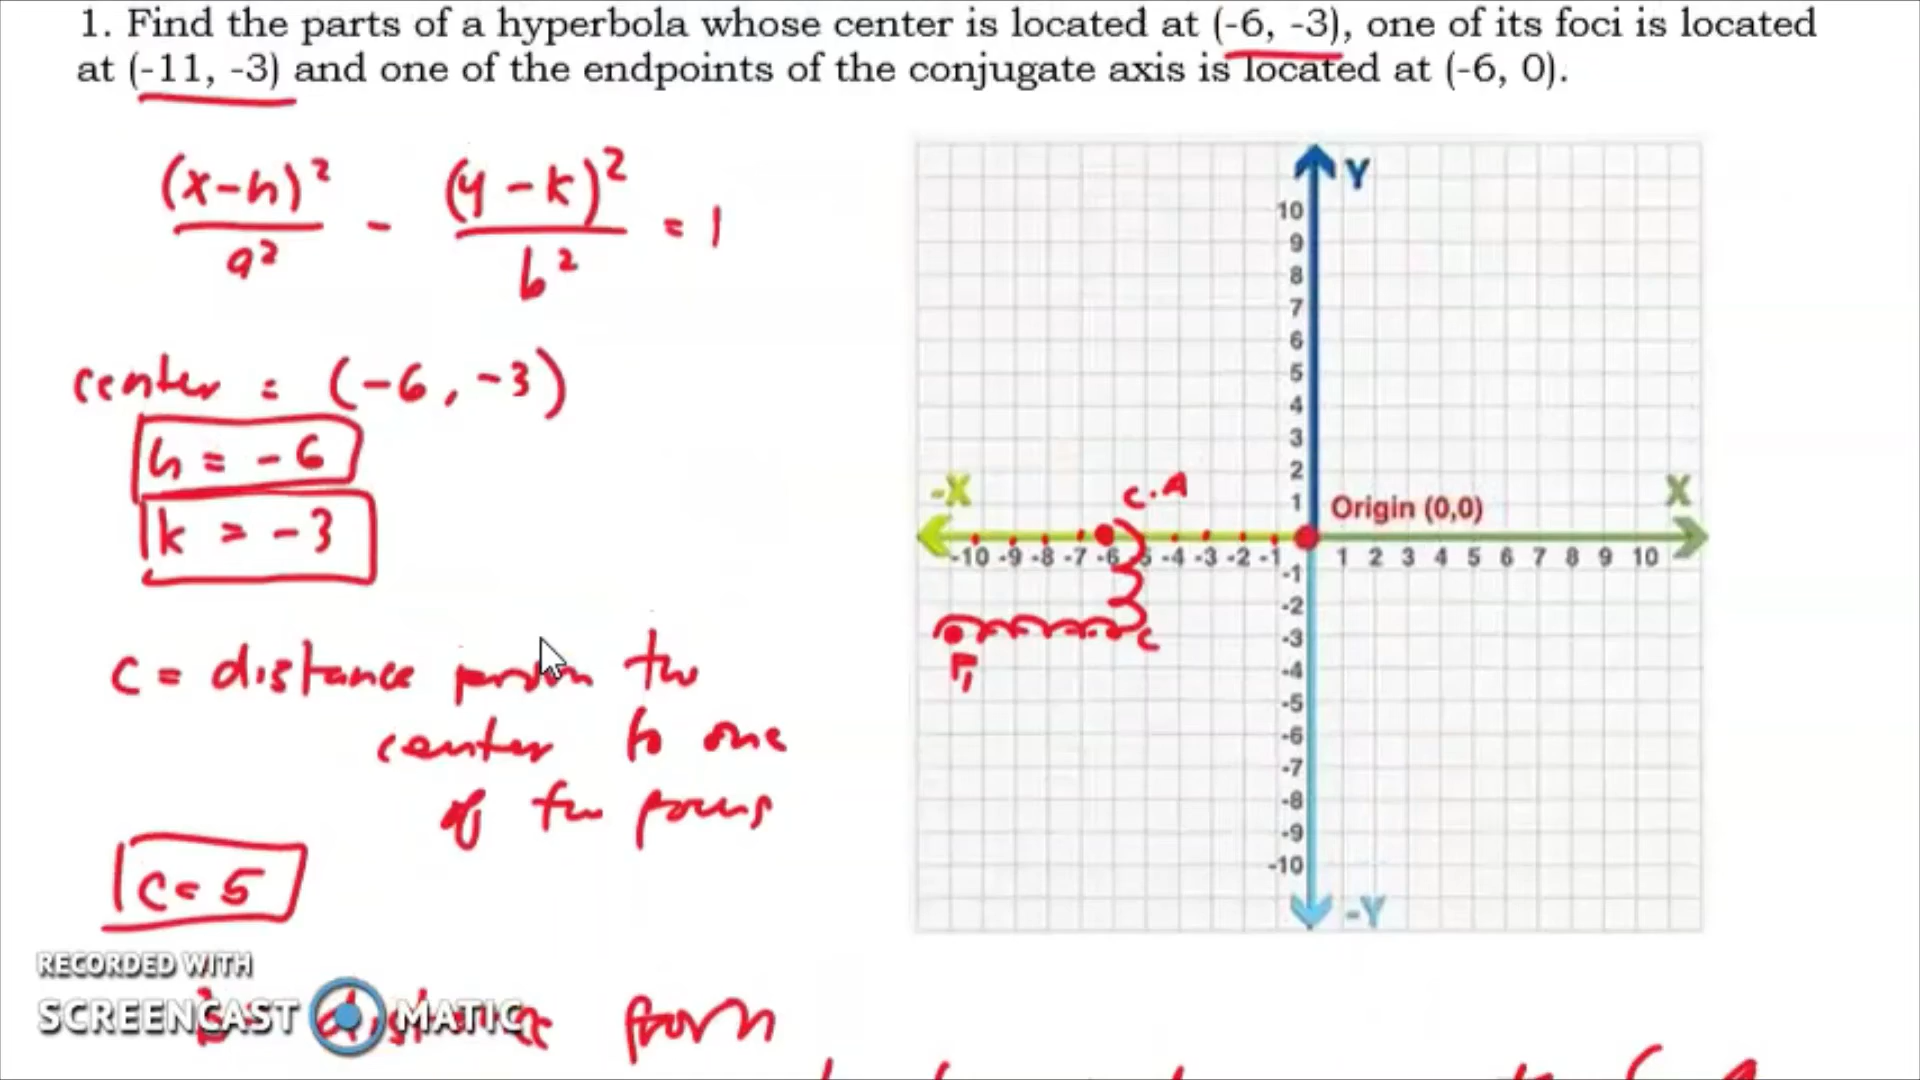 1. Find the parts of a hyperbola whose center is located at (-6, -3), one of its foci is located
at (-11, -3) and one of the endpoints of the conjugate axis is located at (-6, 0).
(x-h)² / a² - (y-k)² / b² = 1
center = (-6, -3)
h = -6
k = -3
c = distance from the
center to one
of the focus
c = 5
distance from
Y
10
9
8
7
6
5
4
3
2
1
-X
C.A
X
Origin (0,0)
-10 -9 -8 -7 -6 -5 -4 -3 -2 -1 1 2 3 4 5 6 7 8 9 10
-1
-2
-3
C
F₁
-4
-5
-6
-7
-8
-9
-10
-Y
RECORDED WITH
SCREENCAST MATIC